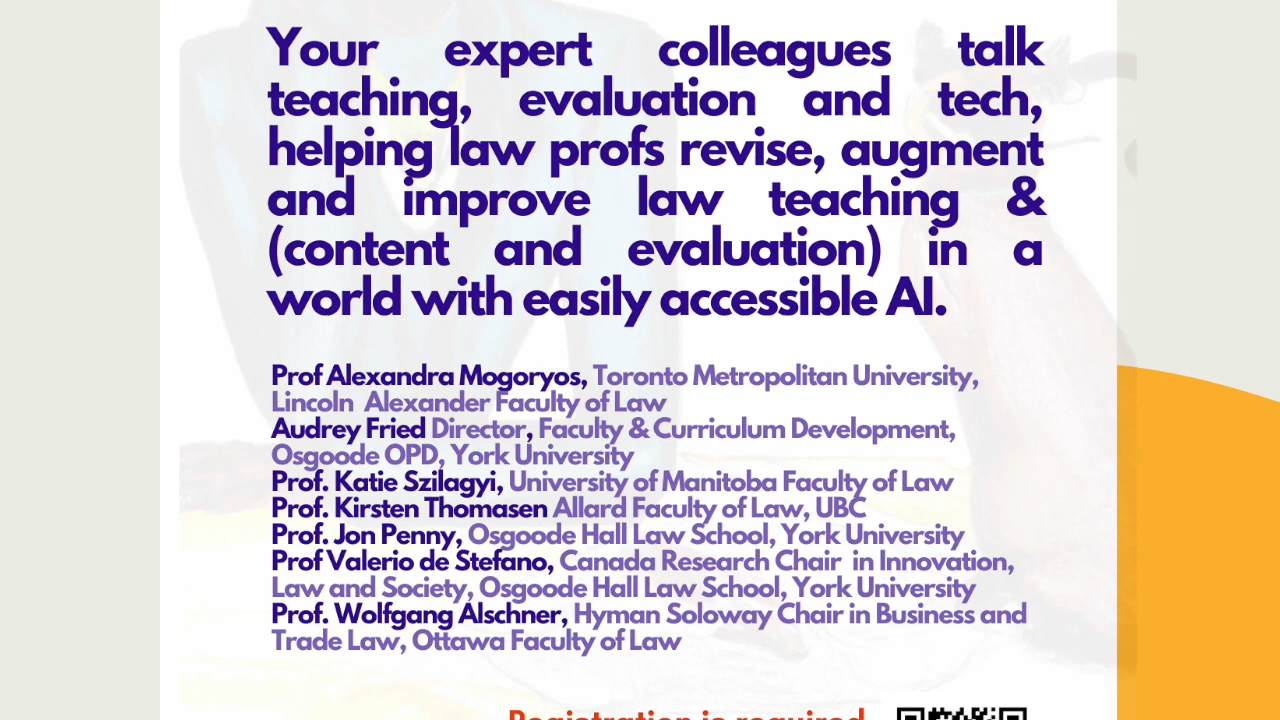 Your expert colleagues talk
teaching, evaluation and tech,
helping law profs revise, augment
and improve law teaching &
(content and evaluation) in a
world with easily accessible AI.
Prof Alexandra Mogoryos, Toronto Metropolitan University,
Lincoln Alexander Faculty of Law
Audrey Fried Director, Faculty & Curriculum Development,
Osgoode OPD, York University
Prof. Katie Szilagyi, University of Manitoba Faculty of Law
Prof. Kirsten Thomasen Allard Faculty of Law, UBC
Prof. Jon Penny, Osgoode Hall Law School, York University
Prof Valerio de Stefano, Canada Research Chair in Innovation,
Law and Society, Osgoode Hall Law School, York University
Prof. Wolfgang Alschner, Hyman Soloway Chair in Business and
Trade Law, Ottawa Faculty of Law
Registration is required